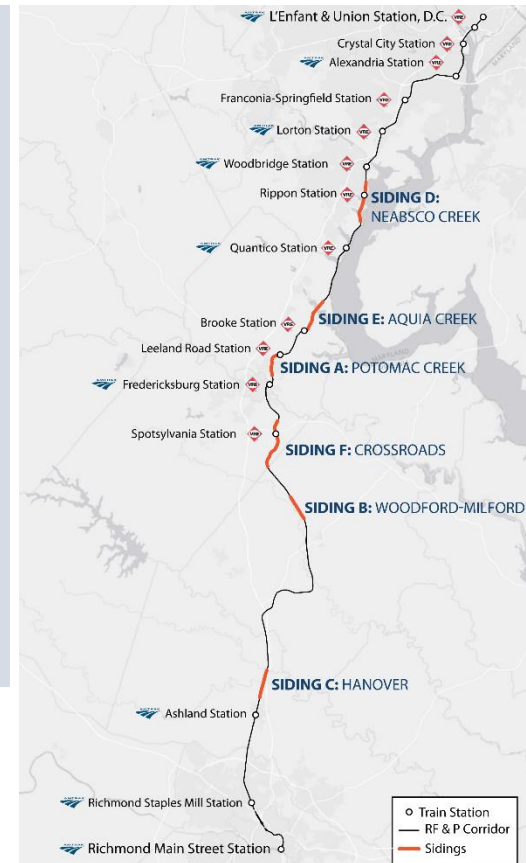 L'Enfant & Union Station, D.C.
Crystal City Station
Alexandria Station
Franconia-Springfield Station
Lorton Station
Woodbridge Station
Rippon Station
SIDING D:
NEABSCO CREEK
Quantico Station
SIDING E: AQUIA CREEK
Brooke Station
Leeland Road Station
SIDING A: POTOMAC CREEK
Fredericksburg Station
Spotsylvania Station
SIDING F: CROSSROADS
SIDING B: WOODFORD-MILFORD
SIDING C: HANOVER
Ashland Station
Richmond Staples Mill Station
Richmond Main Street Station
Train Station
RF & P Corridor
Sidings